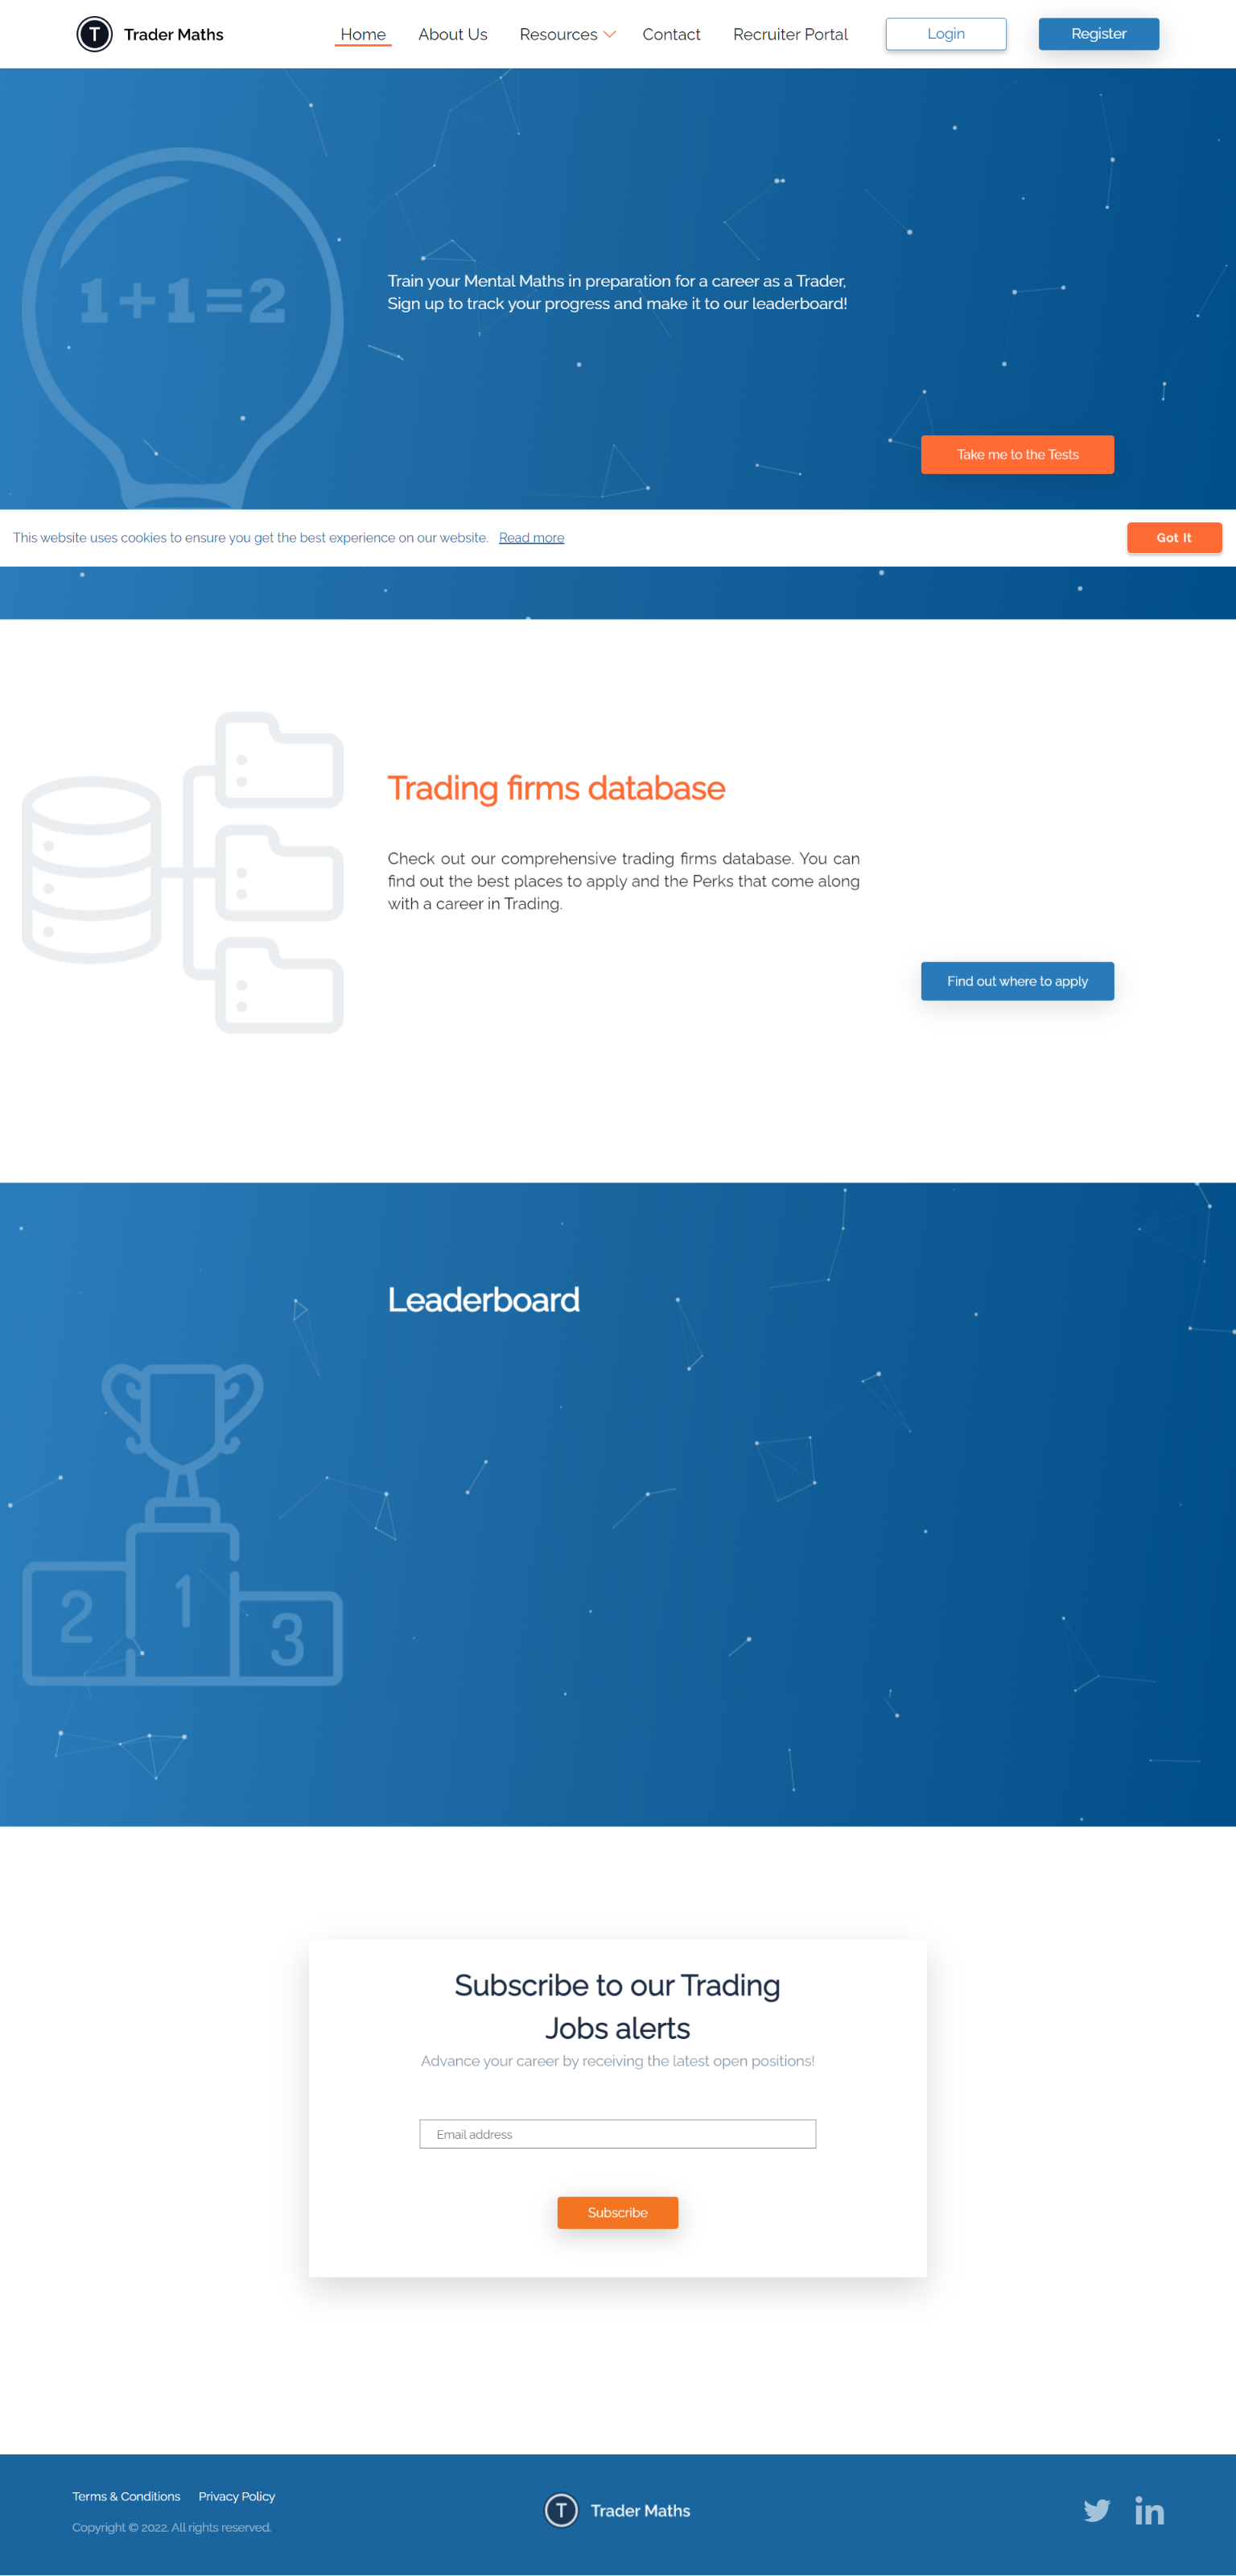 T Trader Maths
Home About Us Resources Contact Recruiter Portal Login Register
1+1=2
Train your Mental Maths in preparation for a career as a Trader,
Sign up to track your progress and make it to our leaderboard!
Take me to the Tests
This website uses cookies to ensure you get the best experience on our website. Read more
Got It
Trading firms database
Check out our comprehensive trading firms database. You can
find out the best places to apply and the Perks that come along
with a career in Trading.
Find out where to apply
Leaderboard
2 1 3
Subscribe to our Trading
Jobs alerts
Advance your career by receiving the latest open positions!
Email address
Subscribe
Terms & Conditions Privacy Policy
Copyright © 2022. All rights reserved.
T Trader Maths
in